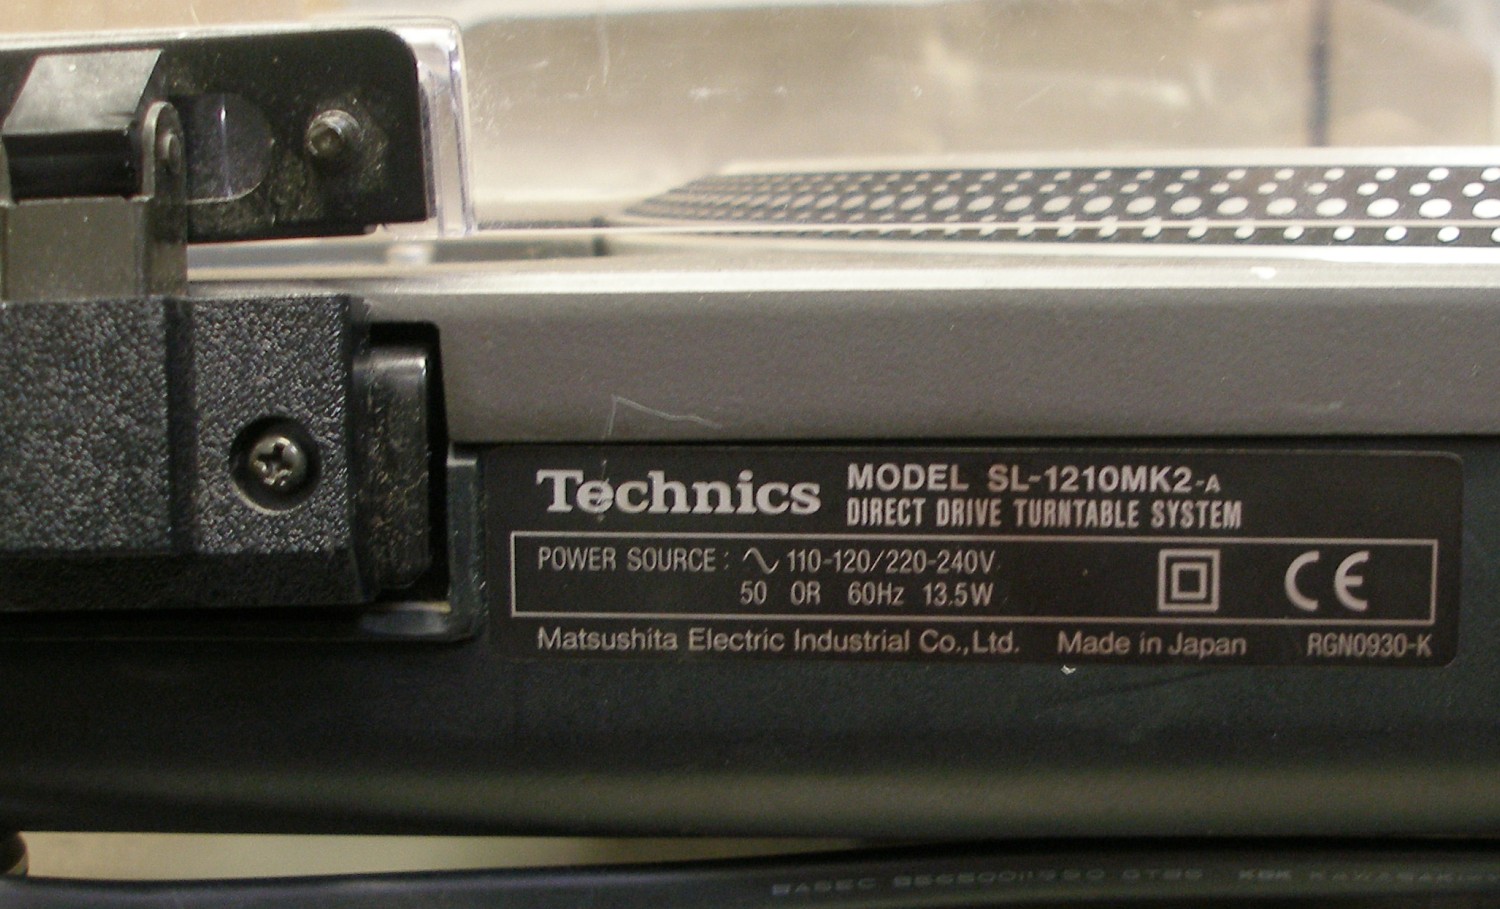 Technics
MODEL SL-1210MK2-A
DIRECT DRIVE TURNTABLE SYSTEM
POWER SOURCE : 110-120/220-240V
50 OR 60Hz 13.5W
CE
Matsushita Electric Industrial Co., Ltd. Made in Japan RGN0930-K